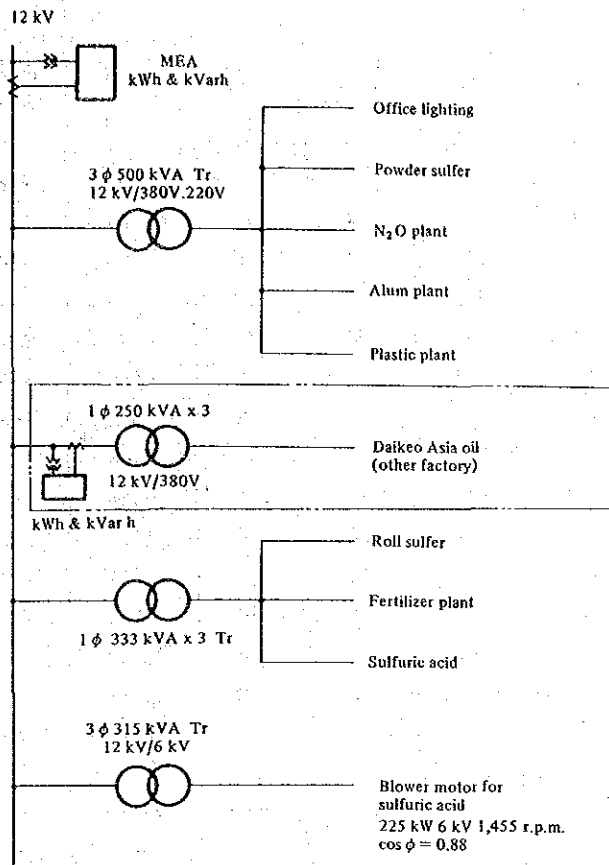 12 kV
MEA
kWh & kVarh
Office lighting
3 φ 500 kVA Tr
12 kV/380V.220V
Powder sulfer
N₂O plant
Alum plant
Plastic plant
1 φ 250 kVA x 3
12 kV/380V
Daikeo Asia oil
(other factory)
kWh & kVar h
Roll sulfer
Fertilizer plant
1 φ 333 kVA x 3 Tr
Sulfuric acid
3 φ 315 kVA Tr
12 kV/6 kV
Blower motor for
sulfuric acid
225 kW 6 kV 1,455 r.p.m.
cos φ = 0.88